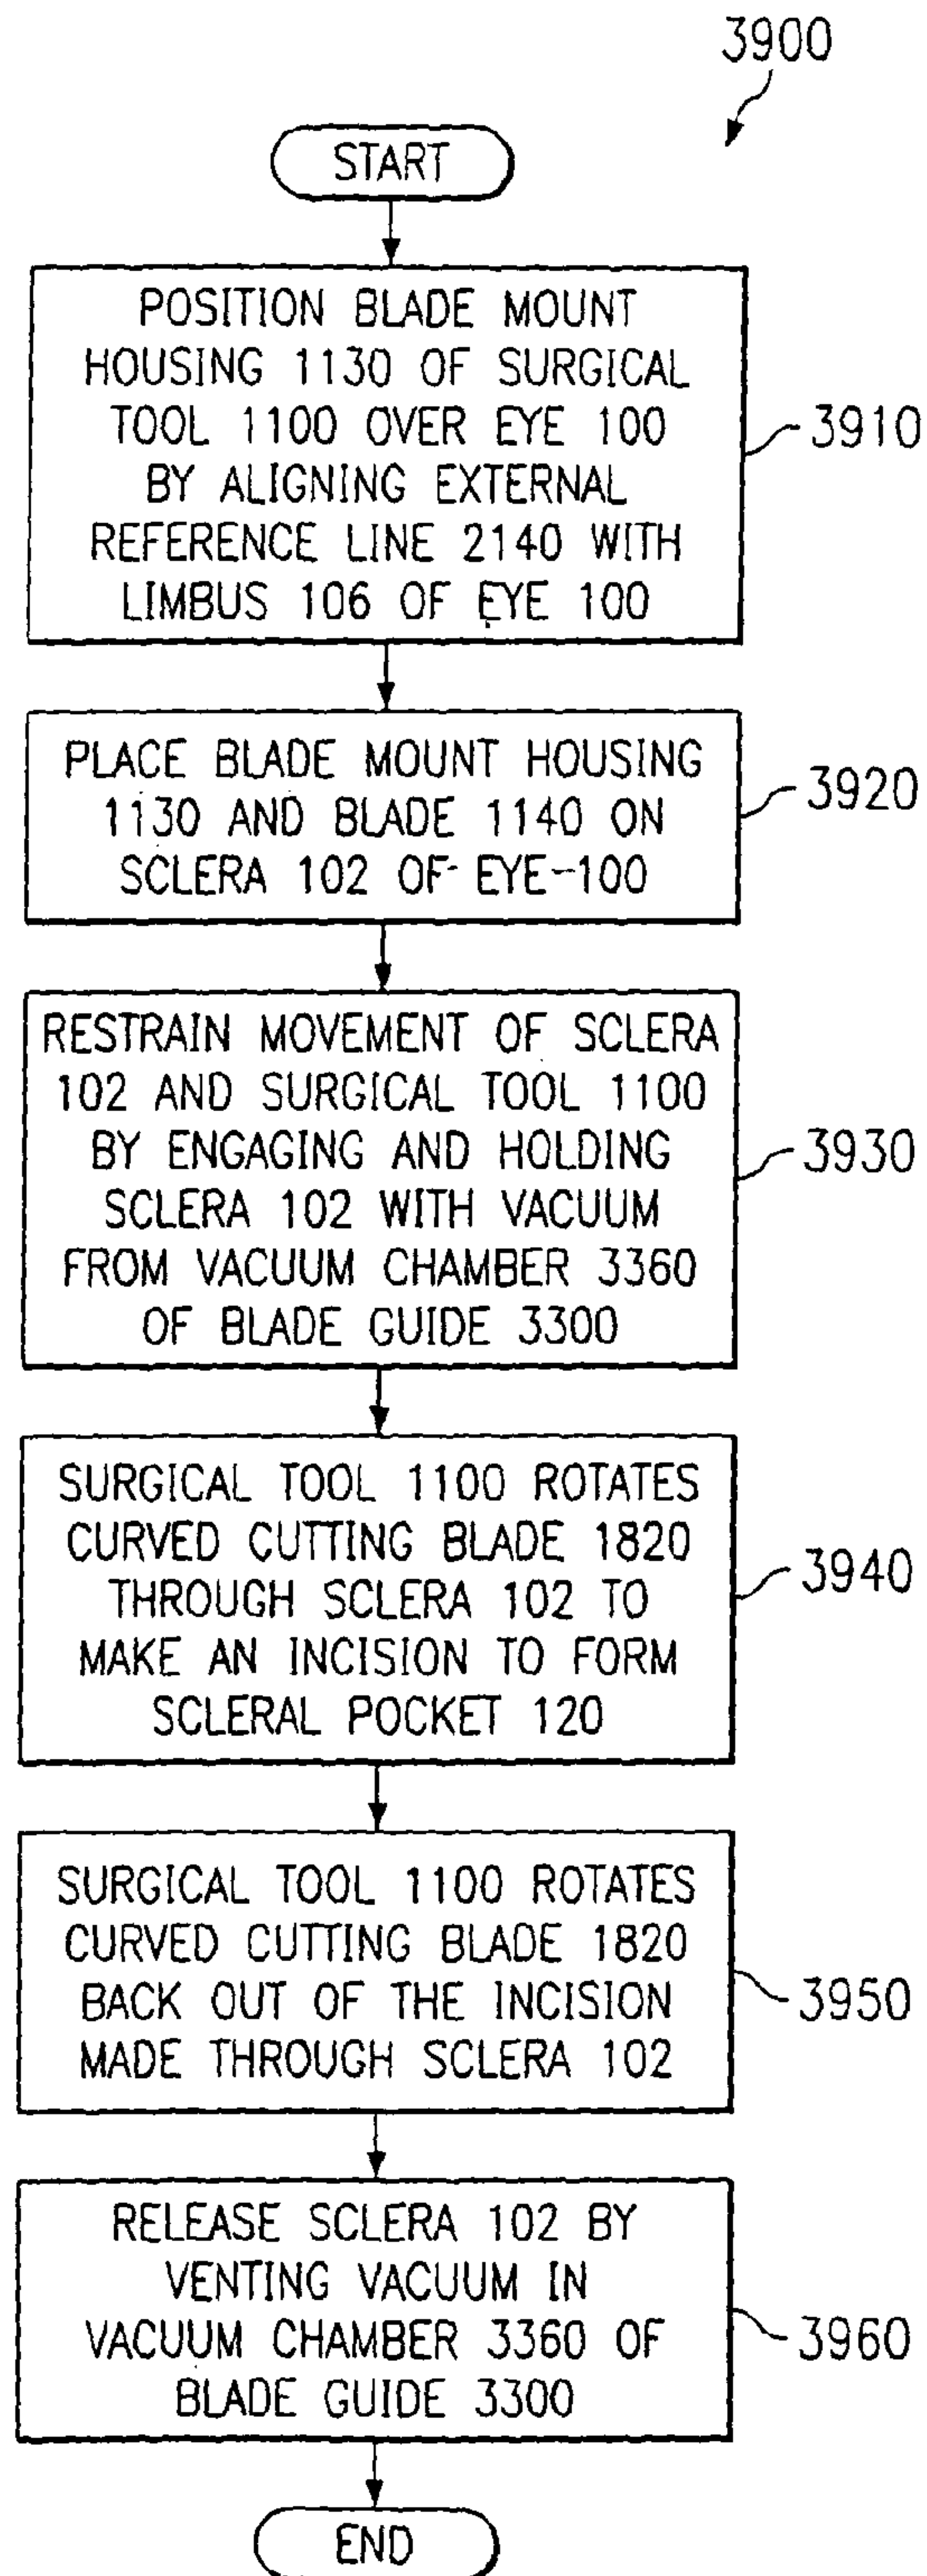 3900
START
POSITION BLADE MOUNT
HOUSING 1130 OF SURGICAL
TOOL 1100 OVER EYE 100
BY ALIGNING EXTERNAL
REFERENCE LINE 2140 WITH
LIMBUS 106 OF EYE 100
3910
PLACE BLADE MOUNT HOUSING
1130 AND BLADE 1140 ON
SCLERA 102 OF EYE 100
3920
RESTRAIN MOVEMENT OF SCLERA
102 AND SURGICAL TOOL 1100
BY ENGAGING AND HOLDING
SCLERA 102 WITH VACUUM
FROM VACUUM CHAMBER 3360
OF BLADE GUIDE 3300
3930
SURGICAL TOOL 1100 ROTATES
CURVED CUTTING BLADE 1820
THROUGH SCLERA 102 TO
MAKE AN INCISION TO FORM
SCLERAL POCKET 120
3940
SURGICAL TOOL 1100 ROTATES
CURVED CUTTING BLADE 1820
BACK OUT OF THE INCISION
MADE THROUGH SCLERA 102
3950
RELEASE SCLERA 102 BY
VENTING VACUUM IN
VACUUM CHAMBER 3360 OF
BLADE GUIDE 3300
3960
END